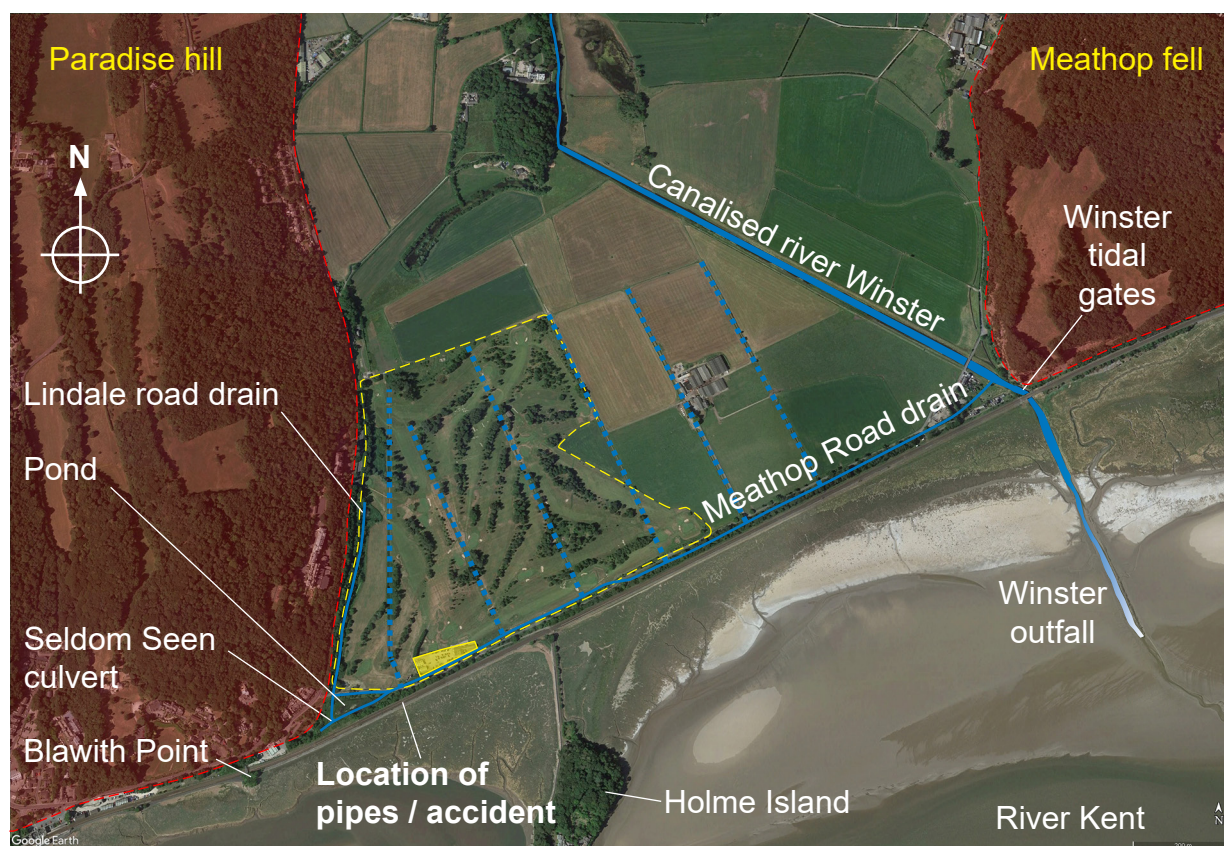 Paradise hill
Meathop fell
N
Canalised river Winster
Winster
tidal
gates
Lindale road drain
Pond
Meathop Road drain
Seldom Seen
culvert
Winster
outfall
Blawith Point
Location of
pipes / accident
Holme Island
River Kent
N
Google Earth